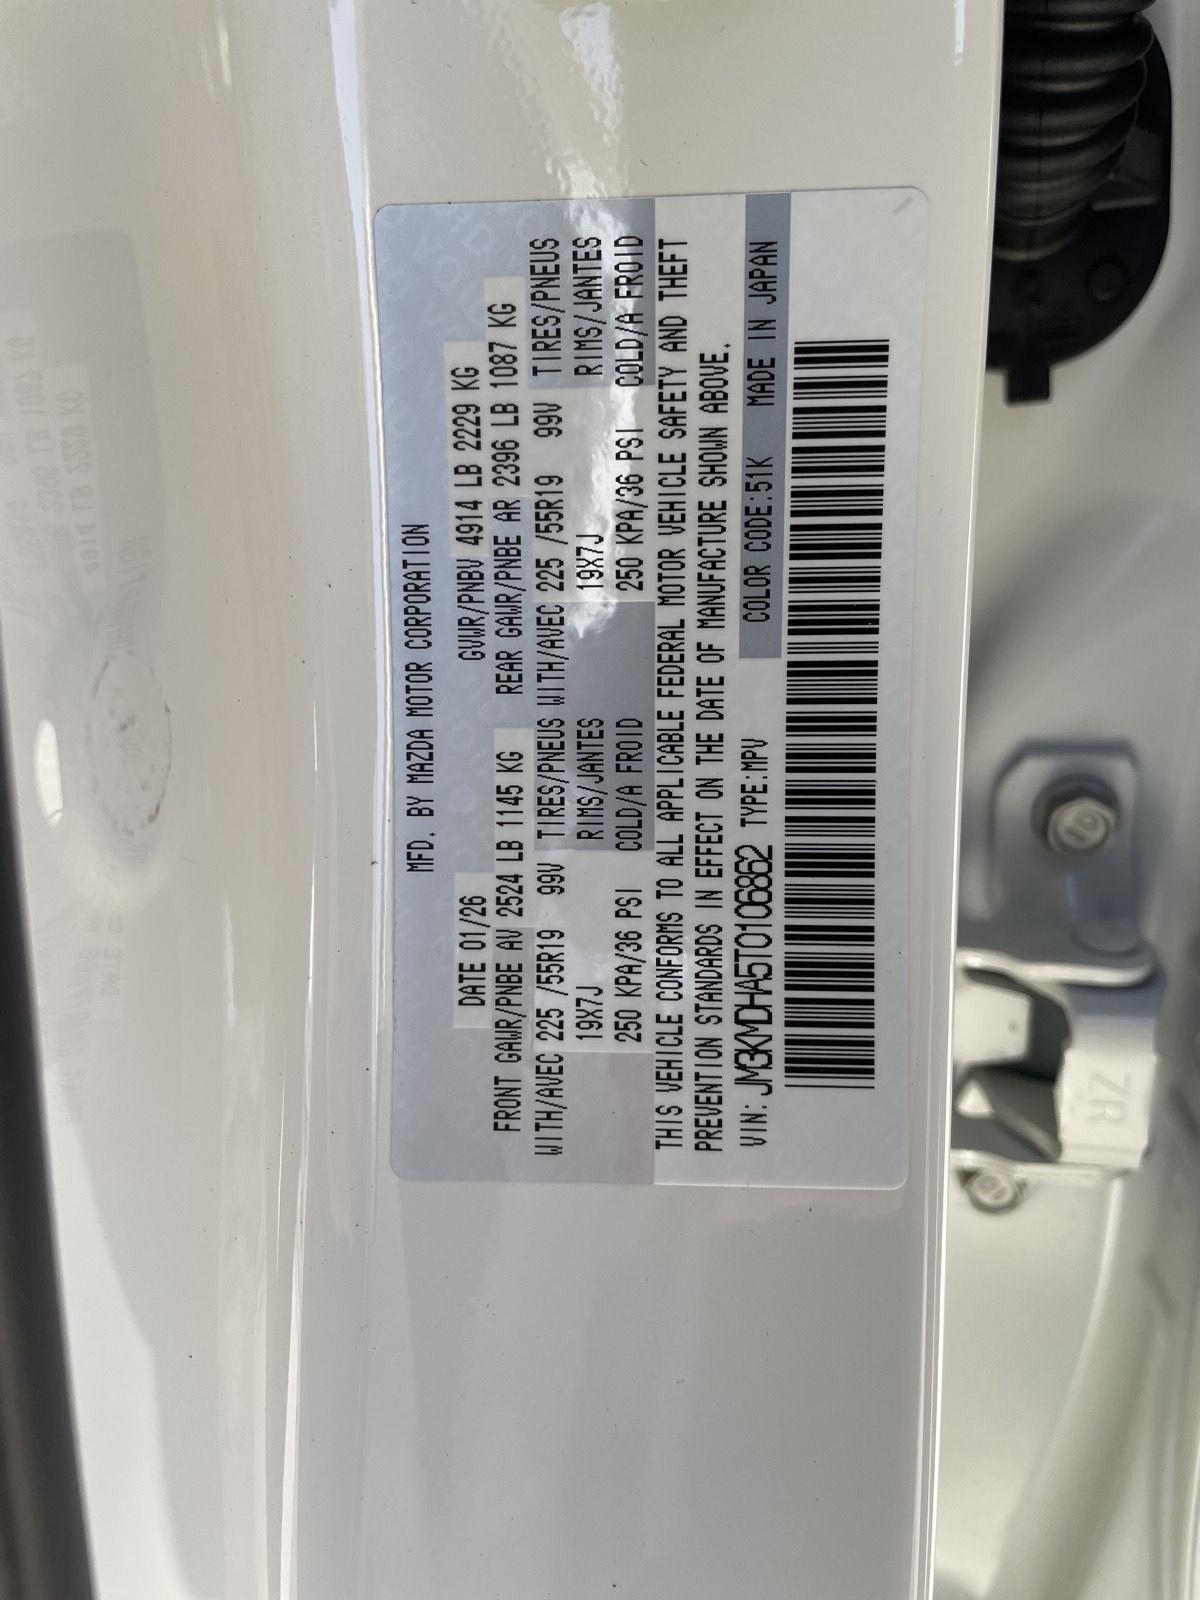 MFD. BY MAZDA MOTOR CORPORATION
DATE 01/26 GVWR/PNBV 4914 LB 2229 KG
FRONT GAWR/PNBE AV 2524 LB 1145 KG REAR GAWR/PNBE AR 2396 LB 1087 KG
WITH/AVEC 225 /55R19 99V TIRES/PNEUS WITH/AVEC 225 /55R19 99V TIRES/PNEUS
19X7J RIMS/JANTES 19X7J RIMS/JANTES
250 KPA/36 PSI COLD/A FROID 250 KPA/36 PSI COLD/A FROID
THIS VEHICLE CONFORMS TO ALL APPLICABLE FEDERAL MOTOR VEHICLE SAFETY AND THEFT
PREVENTION STANDARDS IN EFFECT ON THE DATE OF MANUFACTURE SHOWN ABOVE.
VIN: JM3KMDHA5T0106862 TYPE:MPV COLOR CODE:51K MADE IN JAPAN
ZR